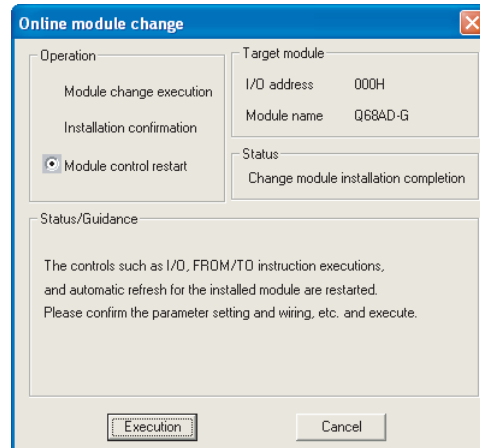 Online module change
Operation
Module change execution
Installation confirmation
Module control restart
Target module
I/O address 000H
Module name Q68AD-G
Status
Change module installation completion
Status/Guidance
The controls such as I/O, FROM/TO instruction executions,
and automatic refresh for the installed module are restarted.
Please confirm the parameter setting and wiring, etc. and execute.
Execution Cancel